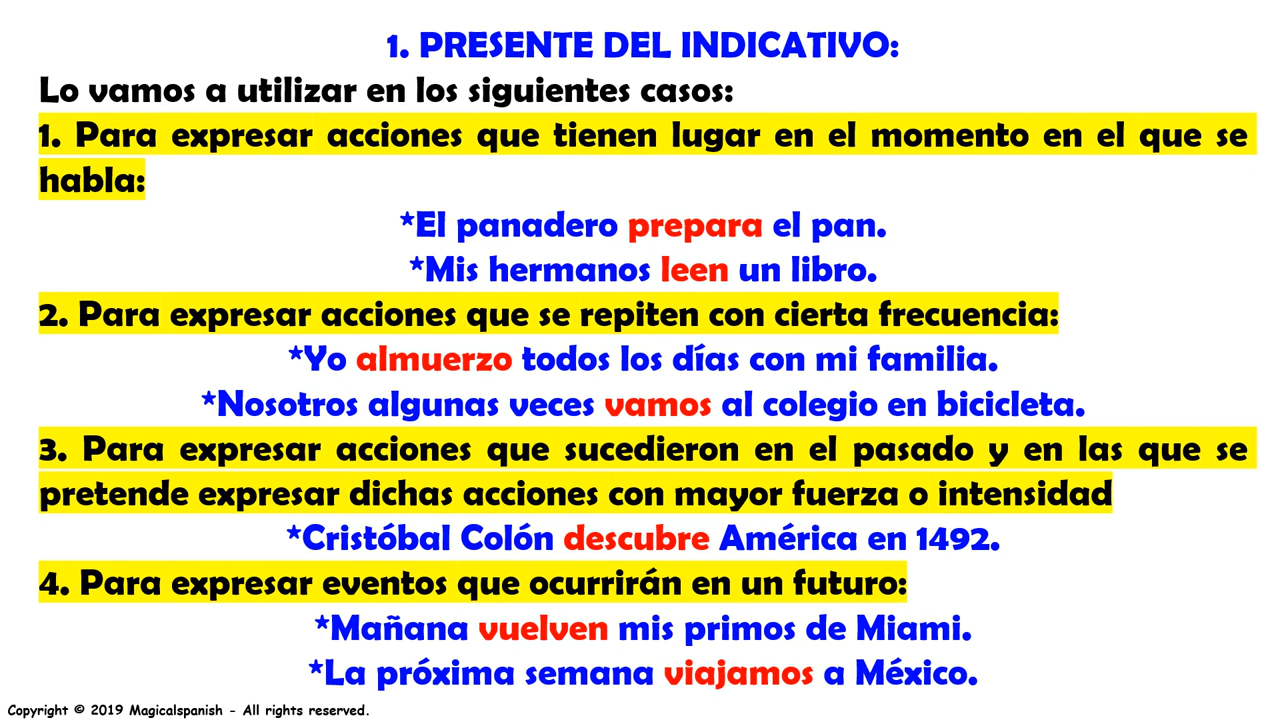 1. PRESENTE DEL INDICATIVO:
Lo vamos a utilizar en los siguientes casos:
1. Para expresar acciones que tienen lugar en el momento en el que se
habla:
*El panadero prepara el pan.
*Mis hermanos leen un libro.
2. Para expresar acciones que se repiten con cierta frecuencia:
*Yo almuerzo todos los días con mi familia.
*Nosotros algunas veces vamos al colegio en bicicleta.
3. Para expresar acciones que sucedieron en el pasado y en las que se
pretende expresar dichas acciones con mayor fuerza o intensidad
*Cristóbal Colón descubre América en 1492.
4. Para expresar eventos que ocurrirán en un futuro:
*Mañana vuelven mis primos de Miami.
*La próxima semana viajamos a México.
Copyright © 2019 Magicalspanish - All rights reserved.